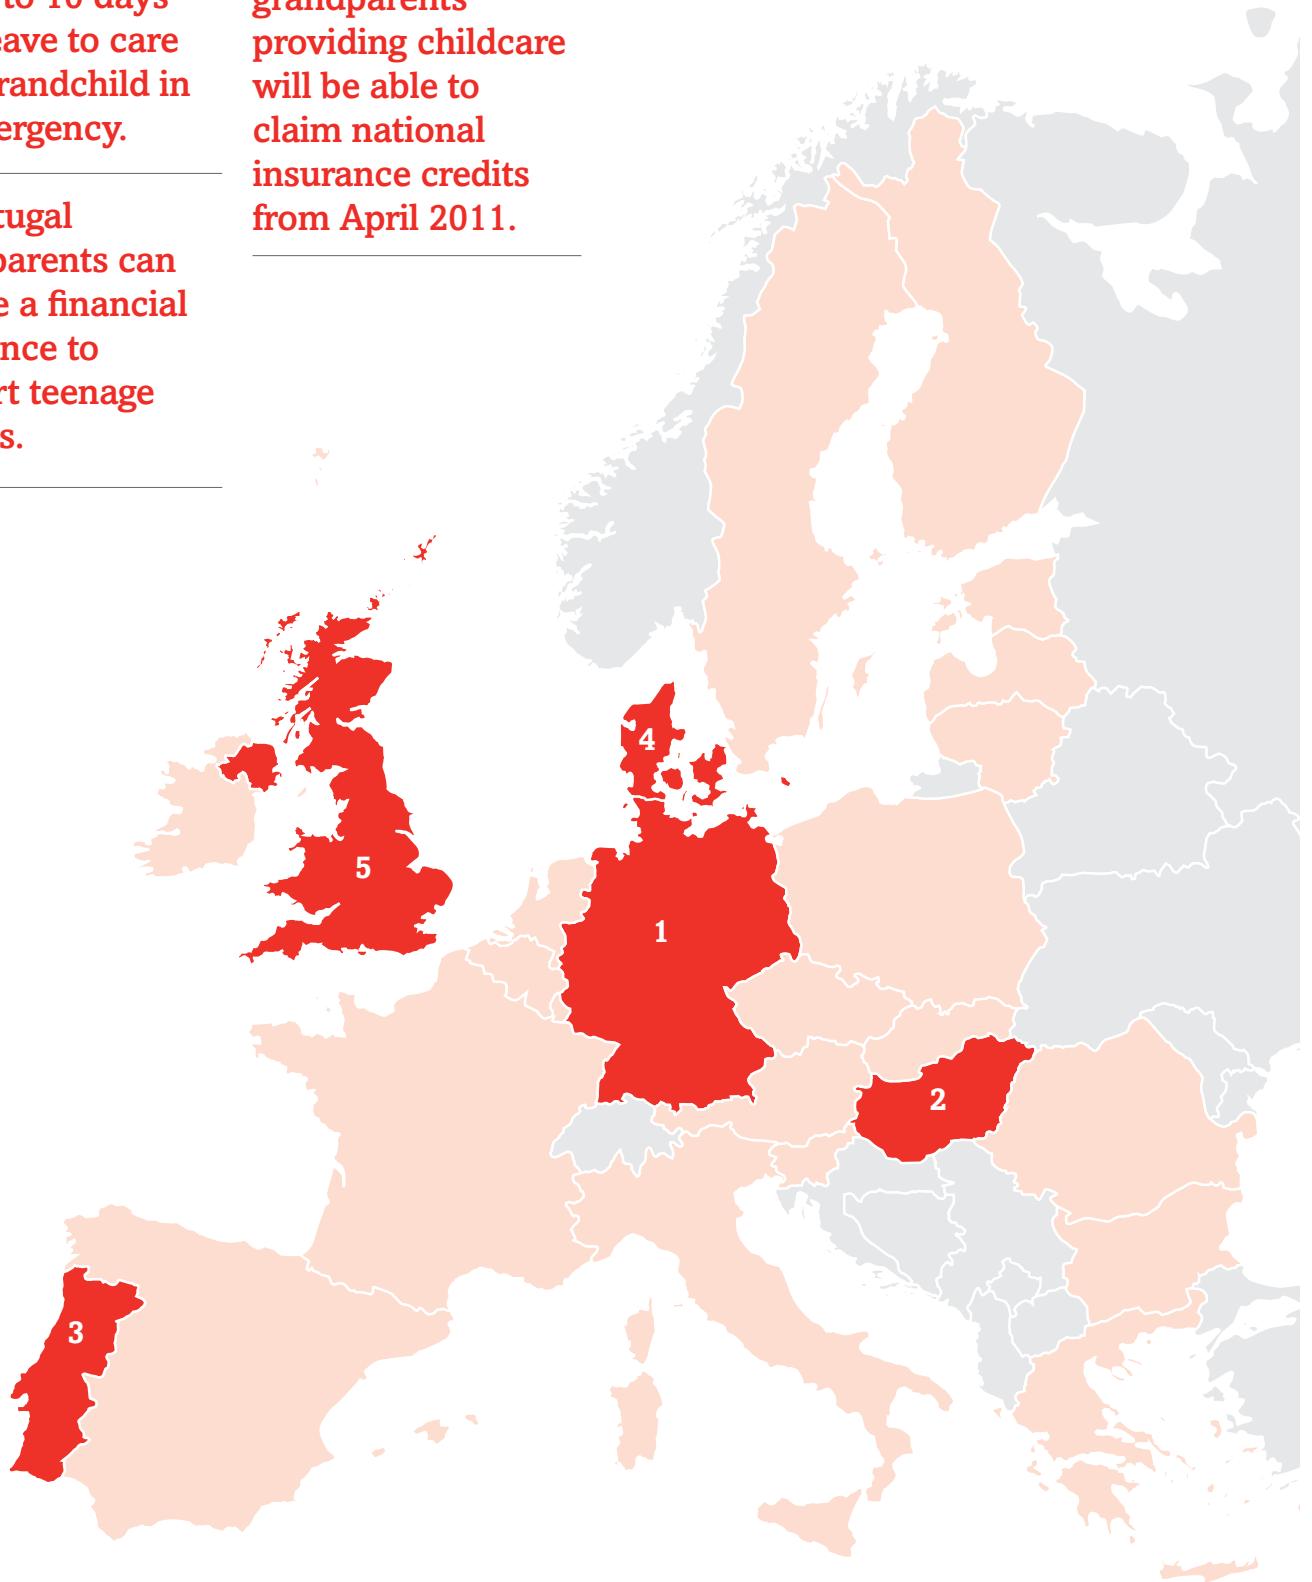 to 10 days
eave to care
randchild in
ergency.
tugal
parents can
e a financial
nce to
rt teenage
s.
grandparents
providing childcare
will be able to
claim national
insurance credits
from April 2011.
4
5
1
2
3